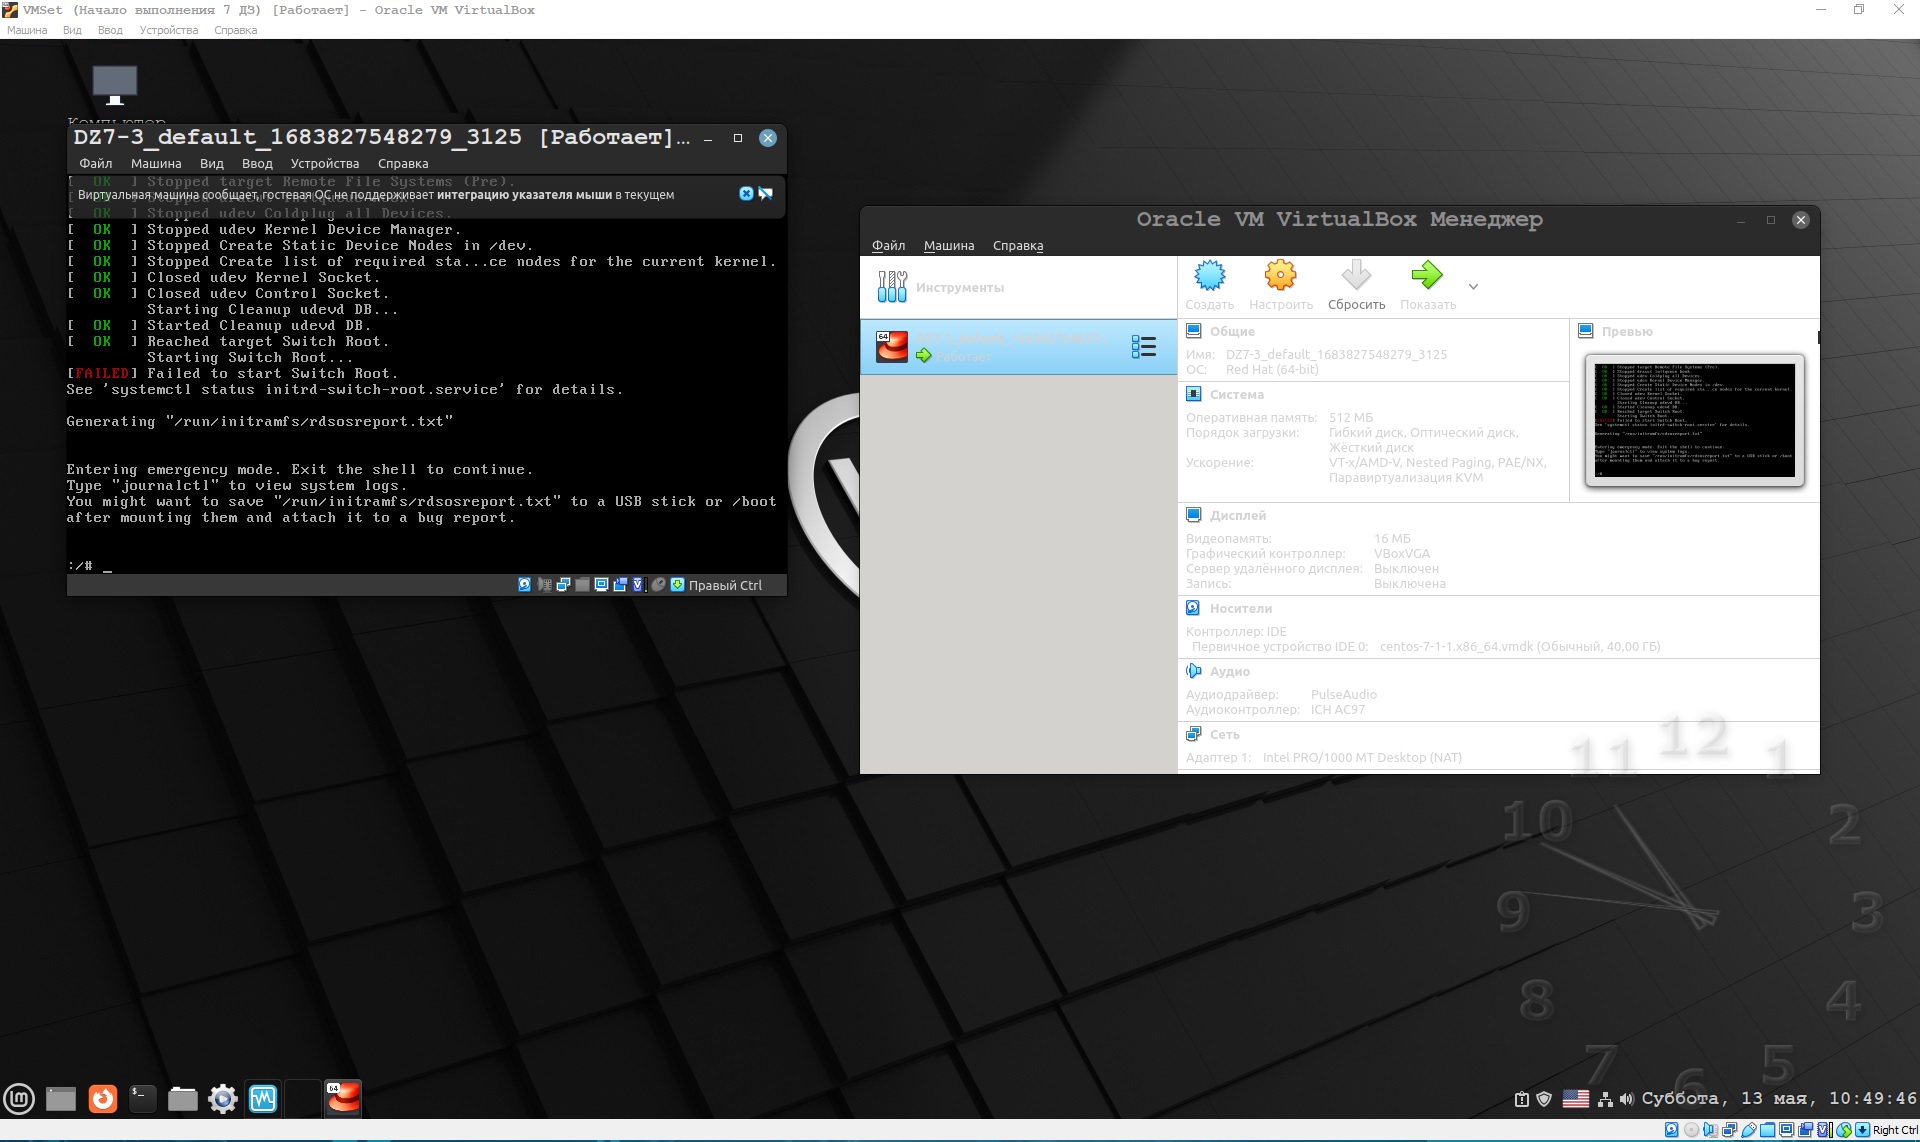 VMSet (Начало выполнения 7 ДЗ) [Работает] - Oracle VM VirtualBox
Машина Вид Ввод Устройства Справка
Компьютер
DZ7-3_default_1683827548279_3125 [Работает]...
Файл Машина Вид Ввод Устройства Справка
[ OK ] Stopped target Remote File Systems (Pre).
Виртуальная машина сообщает, гостевая ОС не поддерживает интеграцию указателя мыши в текущем
[ OK ] Stopped udev Coldplug all Devices.
[ OK ] Stopped udev Kernel Device Manager.
[ OK ] Stopped Create Static Device Nodes in /dev.
[ OK ] Stopped Create list of required sta...ce nodes for the current kernel.
[ OK ] Closed udev Kernel Socket.
[ OK ] Closed udev Control Socket.
Starting Cleanup udevd DB...
[ OK ] Started Cleanup udevd DB.
[ OK ] Reached target Switch Root.
Starting Switch Root...
[FAILED] Failed to start Switch Root.
See 'systemctl status initrd-switch-root.service' for details.
Generating "/run/initramfs/rdsosreport.txt"
Entering emergency mode. Exit the shell to continue.
Type "journalctl" to view system logs.
You might want to save "/run/initramfs/rdsosreport.txt" to a USB stick or /boot
after mounting them and attach it to a bug report.
:/# _
Правый Ctrl
Oracle VM VirtualBox Менеджер
Файл Машина Справка
Инструменты
Создать Настроить Сбросить Показать
64
Работает
Общие
Имя: DZ7-3_default_1683827548279_3125
ОС: Red Hat (64-bit)
Превью
Система
Оперативная память: 512 МБ
Порядок загрузки: Гибкий диск, Оптический диск,
Жёсткий диск
Ускорение: VT-x/AMD-V, Nested Paging, PAE/NX,
Паравиртуализация KVM
Дисплей
Видеопамять: 16 МБ
Графический контроллер: VBoxVGA
Сервер удалённого дисплея: Выключен
Запись: Выключена
Носители
Контроллер: IDE
Первичное устройство IDE 0: centos-7-1-1.x86_64.vmdk (Обычный, 40,00 ГБ)
Аудио
Аудиодрайвер: PulseAudio
Аудиоконтроллер: ICH AC97
Сеть
Адаптер 1: Intel PRO/1000 MT Desktop (NAT)
11 12 1
10 2
9 3
8 4
7 6 5
64
Суббота, 13 мая, 10:49:46
Right Ctrl